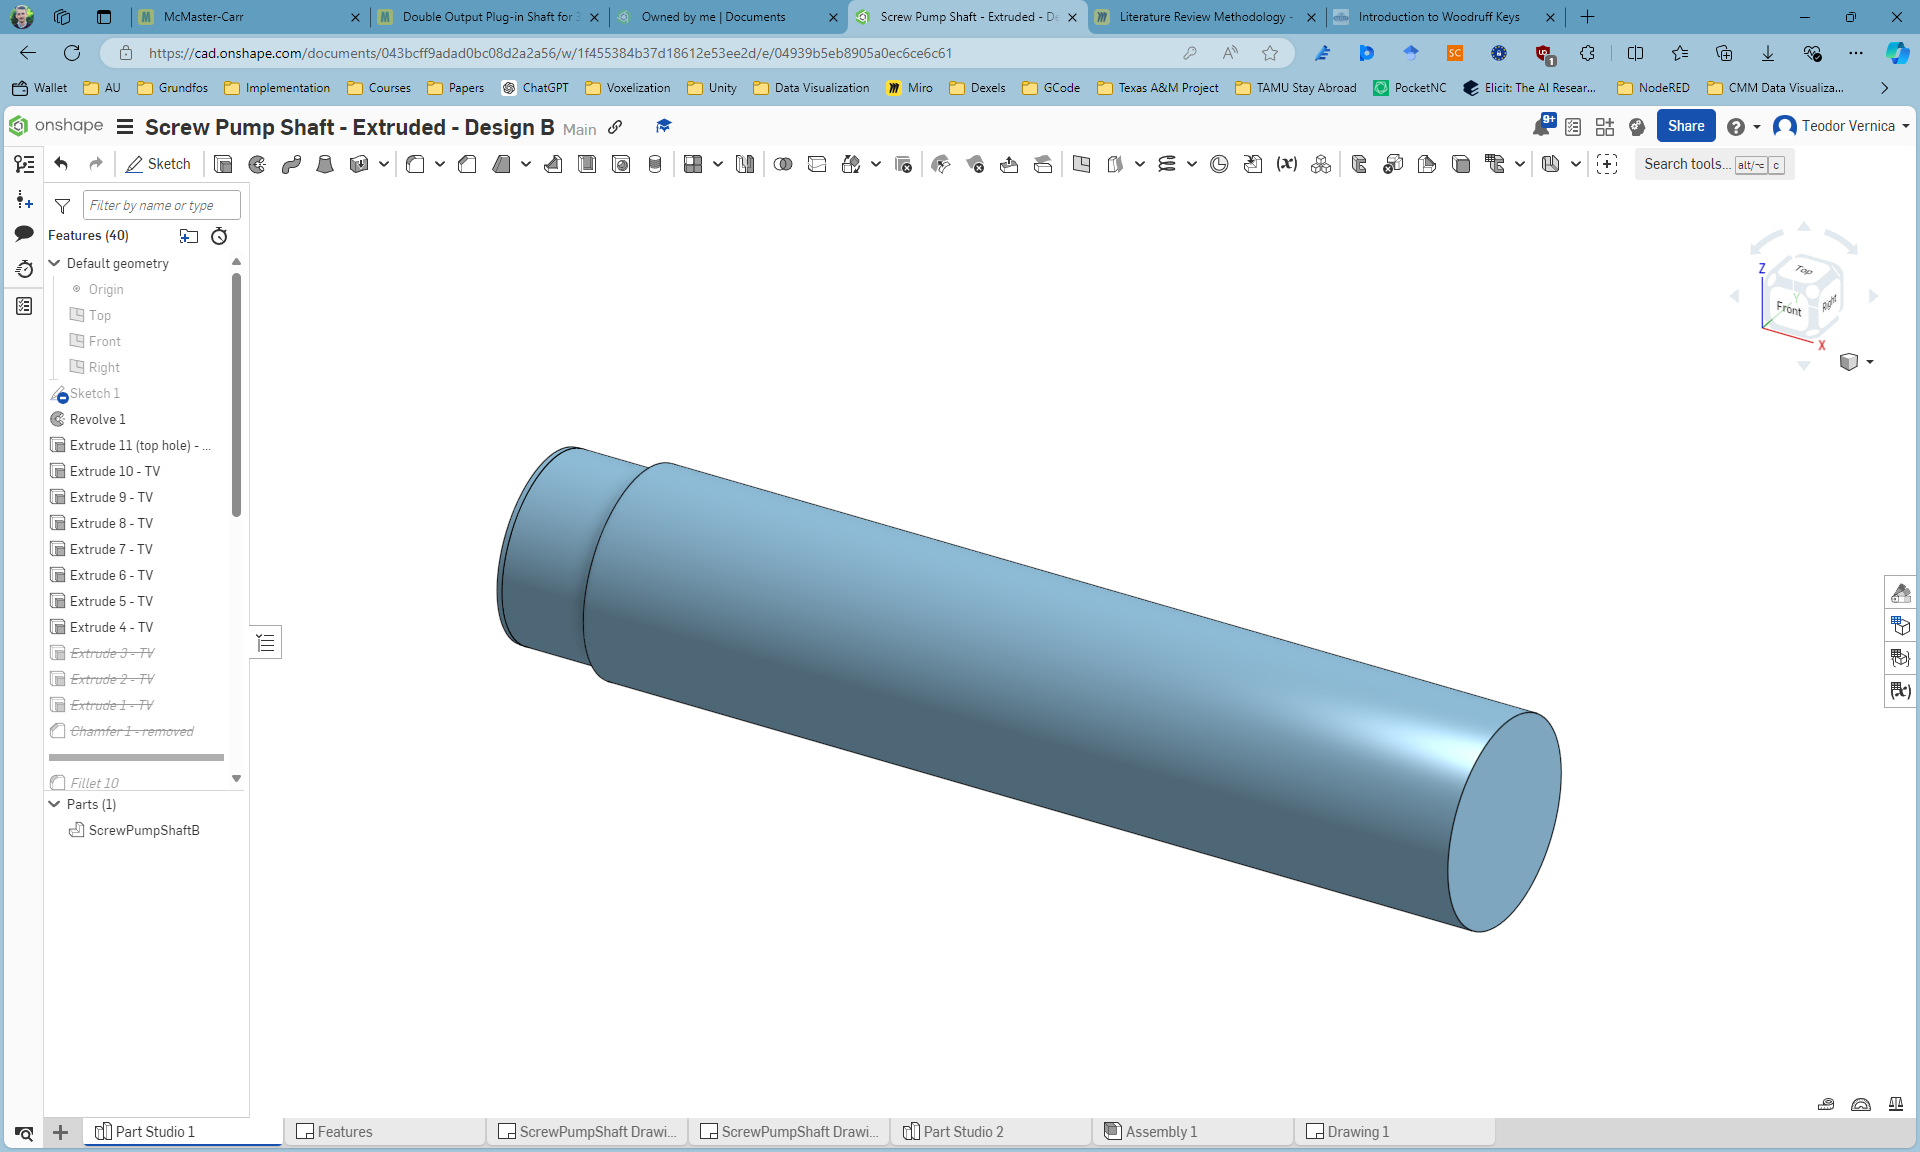 McMaster-Carr
Double Output Plug-in Shaft for 3
Owned by me | Documents
Screw Pump Shaft - Extruded - De
Literature Review Methodology -
Introduction to Woodruff Keys
https://cad.onshape.com/documents/043bcff9adad0bc08d2a2a56/w/1f455384b37d18612e53ee2d/e/04939b5eb8905a0ec6ce6c61
Wallet
AU
Grundfos
Implementation
Courses
Papers
ChatGPT
Voxelization
Unity
Data Visualization
Miro
Dexels
GCode
Texas A&M Project
TAMU Stay Abroad
PocketNC
Elicit: The AI Resear...
NodeRED
CMM Data Visualiza...
onshape
Screw Pump Shaft - Extruded - Design B
Main
9+
Share
Teodor Vernica
Sketch
Search tools... alt/⌥ c
Filter by name or type
Features (40)
Default geometry
Origin
Top
Front
Right
Sketch 1
Revolve 1
Extrude 11 (top hole) - ...
Extrude 10 - TV
Extrude 9 - TV
Extrude 8 - TV
Extrude 7 - TV
Extrude 6 - TV
Extrude 5 - TV
Extrude 4 - TV
Extrude 3 - TV
Extrude 2 - TV
Extrude 1 - TV
Chamfer 1 - removed
Fillet 10
Parts (1)
ScrewPumpShaftB
Z
Top
Y
Front
Right
X
Part Studio 1
Features
ScrewPumpShaft Drawi...
ScrewPumpShaft Drawi...
Part Studio 2
Assembly 1
Drawing 1